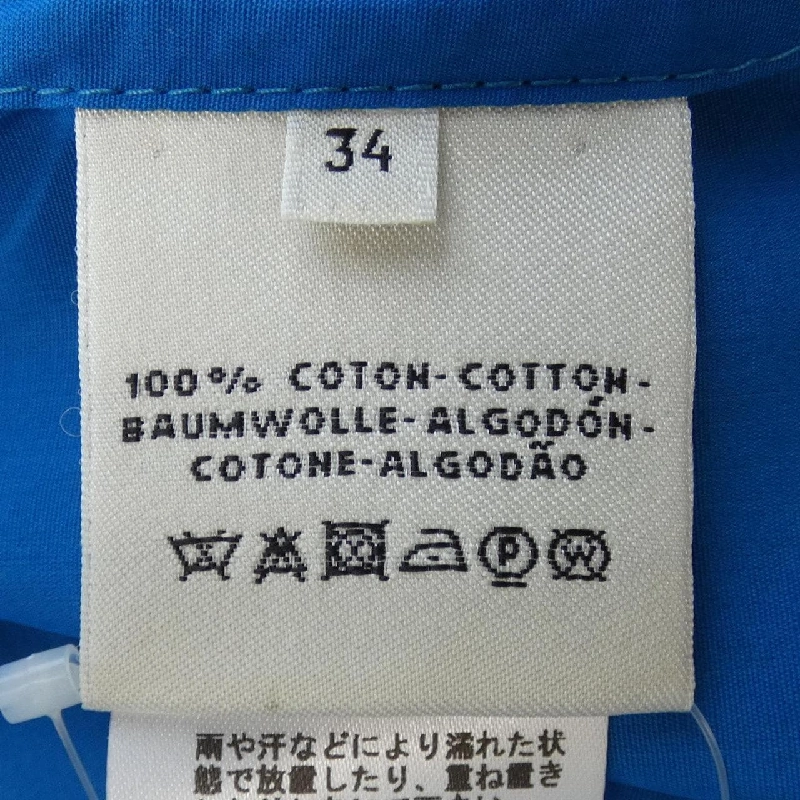 34
100% COTON-COTTON-
BAUMWOLLE-ALGODÓN-
COTONE-ALGODÃO
P W
雨や汗などにより濡れた状
態で放置したり、重ね置き